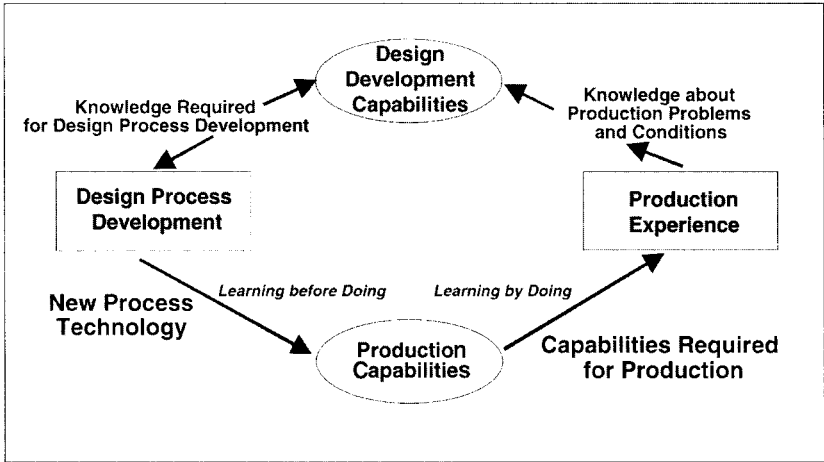 Design
Development
Capabilities
Knowledge Required
for Design Process Development
Knowledge about
Production Problems
and Conditions
Design Process
Development
Production
Experience
Learning before Doing
Learning by Doing
New Process
Technology
Production
Capabilities
Capabilities Required
for Production